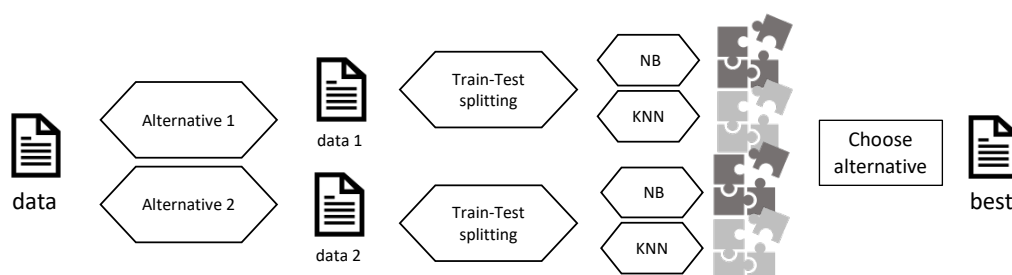 data
Alternative 1
Alternative 2
data 1
data 2
Train-Test
splitting
Train-Test
splitting
NB
KNN
NB
KNN
Choose
alternative
best